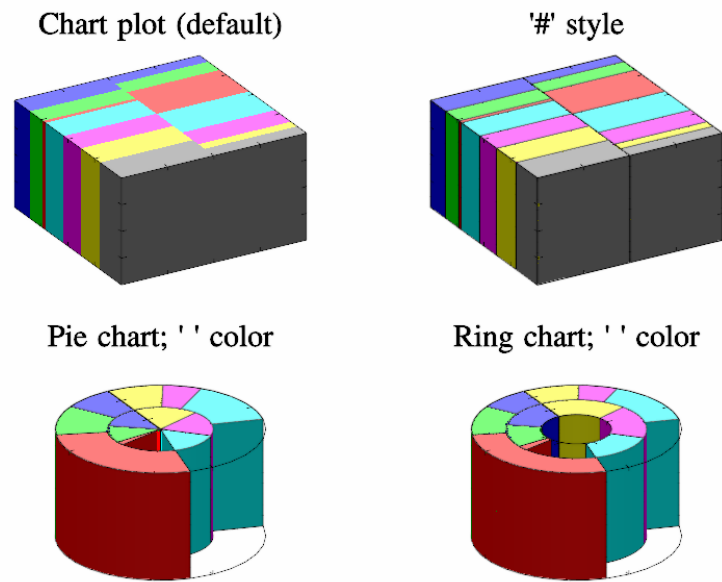 Chart plot (default)
'#' style
Pie chart; ' ' color
Ring chart; ' ' color